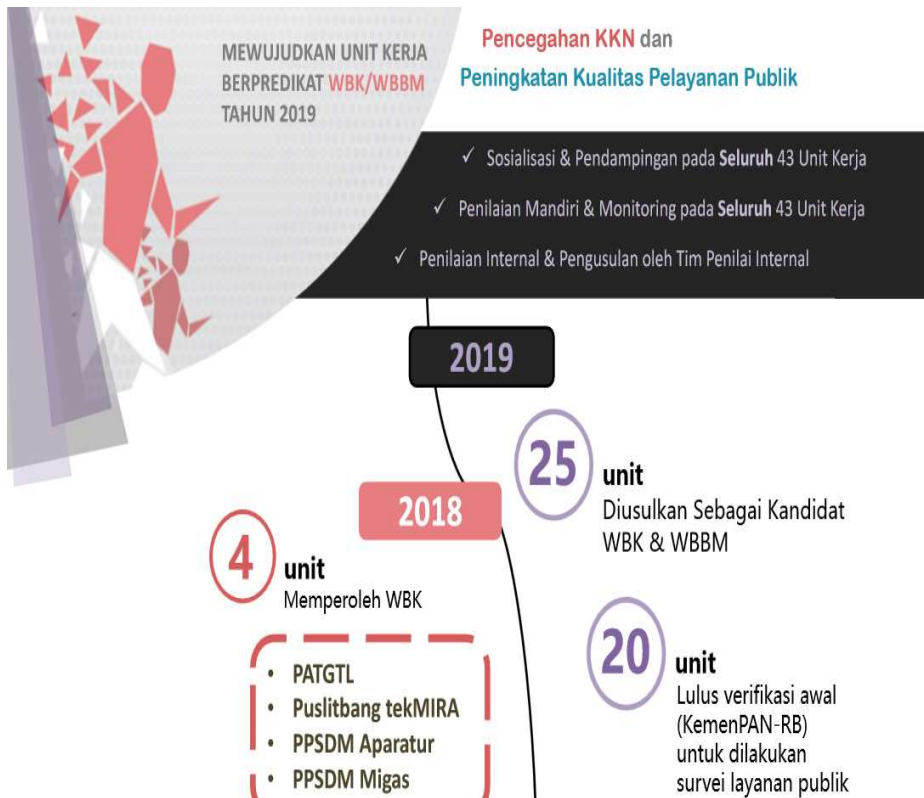 MEWUJUDKAN UNIT KERJA
BERPREDIKAT WBK/WBBM
TAHUN 2019
Pencegahan KKN dan
Peningkatan Kualitas Pelayanan Publik
✓ Sosialisasi & Pendampingan pada Seluruh 43 Unit Kerja
✓ Penilaian Mandiri & Monitoring pada Seluruh 43 Unit Kerja
✓ Penilaian Internal & Pengusulan oleh Tim Penilai Internal
2019
25
unit
Diusulkan Sebagai Kandidat
WBK & WBBM
2018
4
unit
Memperoleh WBK
• PATGTL
• Puslitbang tekMIRA
• PPSDM Aparatur
• PPSDM Migas
20
unit
Lulus verifikasi awal
(KemenPAN-RB)
untuk dilakukan
survei layanan publik